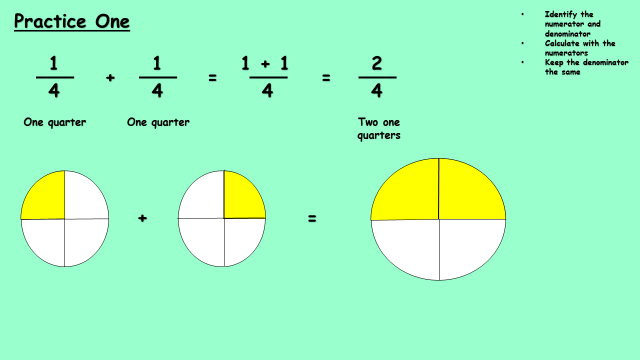 Practice One
• Identify the
numerator and
denominator
• Calculate with the
numerators
• Keep the denominator
the same
1 1 1 + 1 2
+ = =
4 4 4 4
One quarter One quarter Two one
quarters
+ =